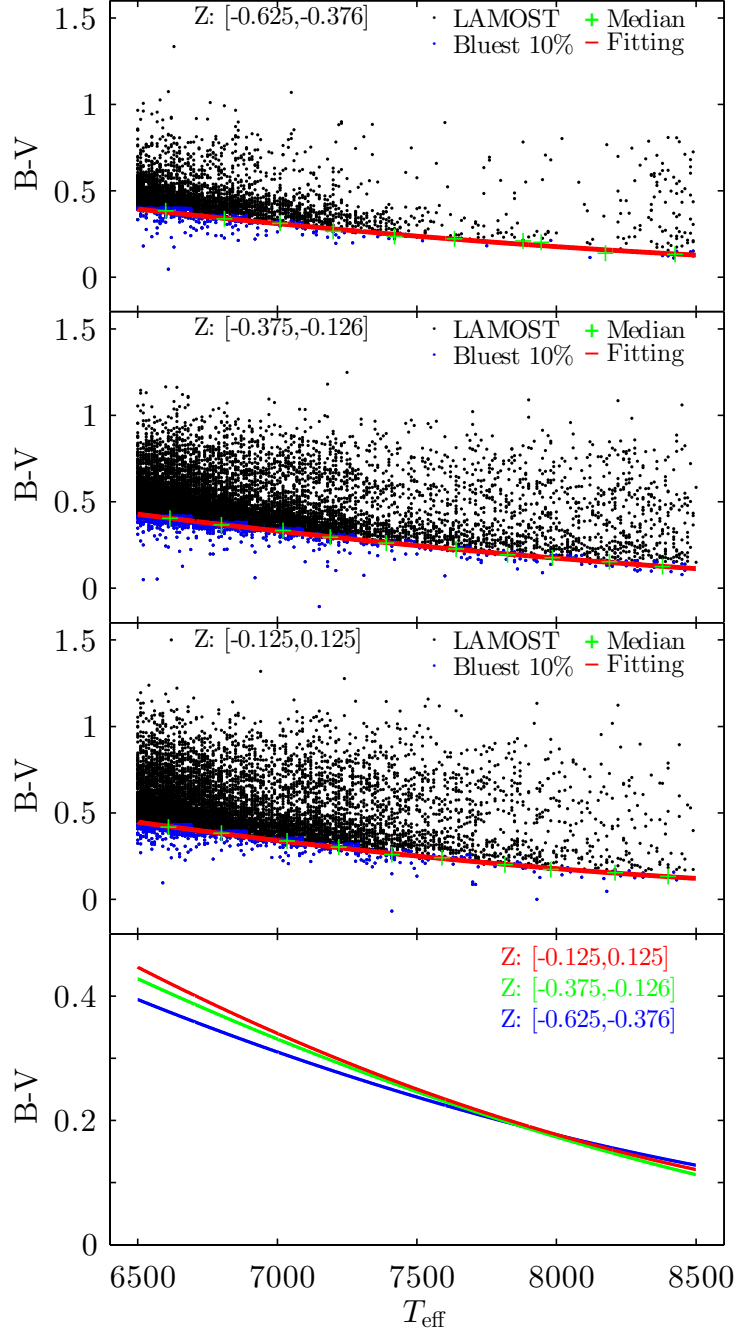 1.5
Z: [-0.625,-0.376]
LAMOST
Median
Bluest 10%
Fitting
1
B-V
0.5
0
1.5
Z: [-0.375,-0.126]
LAMOST
Median
Bluest 10%
Fitting
1
B-V
0.5
0
1.5
Z: [-0.125,0.125]
LAMOST
Median
Bluest 10%
Fitting
1
B-V
0.5
0
Z: [-0.125,0.125]
Z: [-0.375,-0.126]
Z: [-0.625,-0.376]
0.4
B-V
0.2
0
6500 7000 7500 8000 8500
T_eff